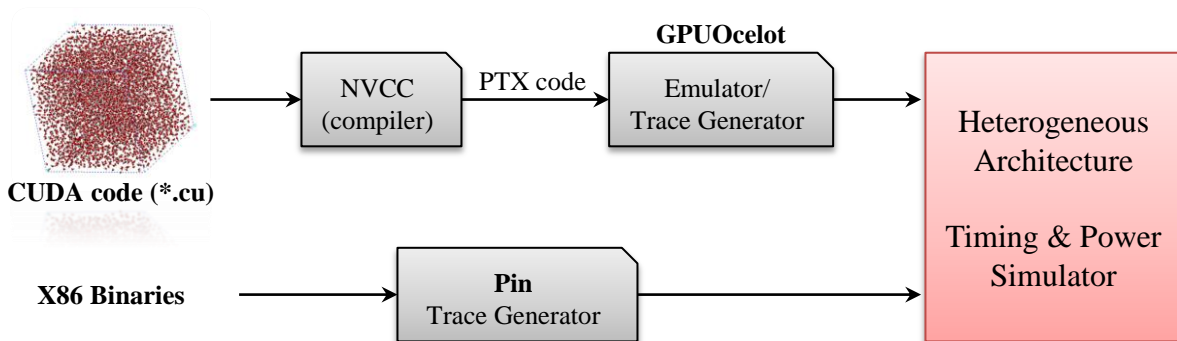 GPUOcelot
NVCC
(compiler)
PTX code
Emulator/
Trace Generator
CUDA code (*.cu)
Heterogeneous
Architecture
Timing & Power
Simulator
X86 Binaries
Pin
Trace Generator